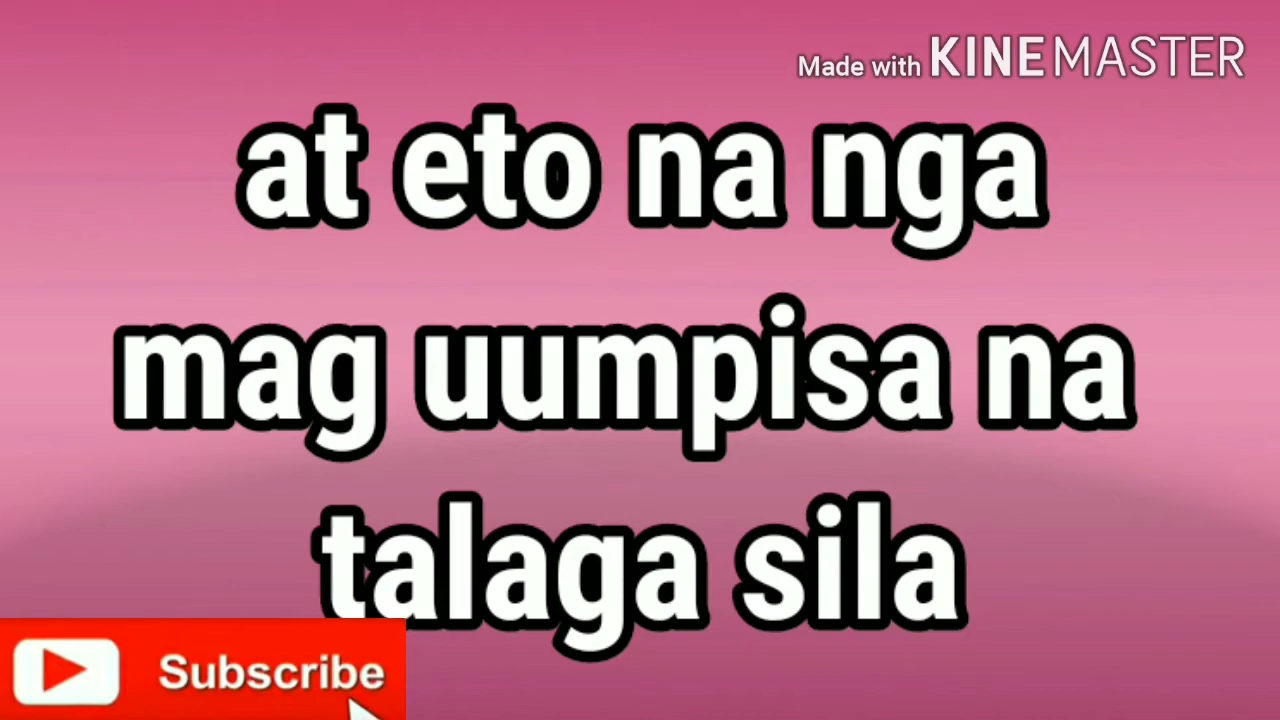 Made with KINEMASTER
at eto na nga
mag uumpisa na
talaga sila
Subscribe